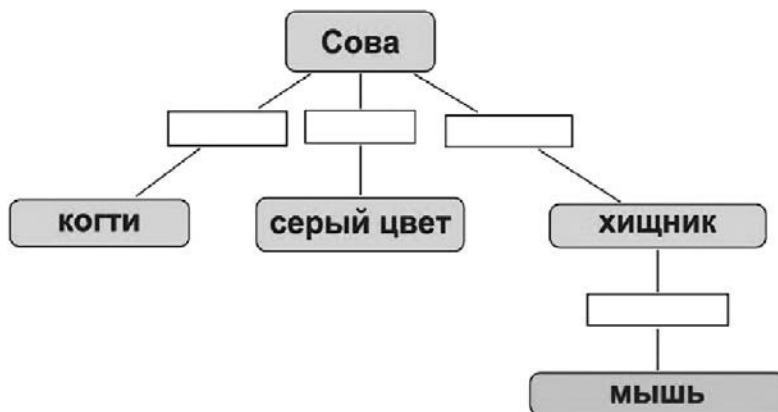 Сова
когти
серый цвет
хищник
мышь